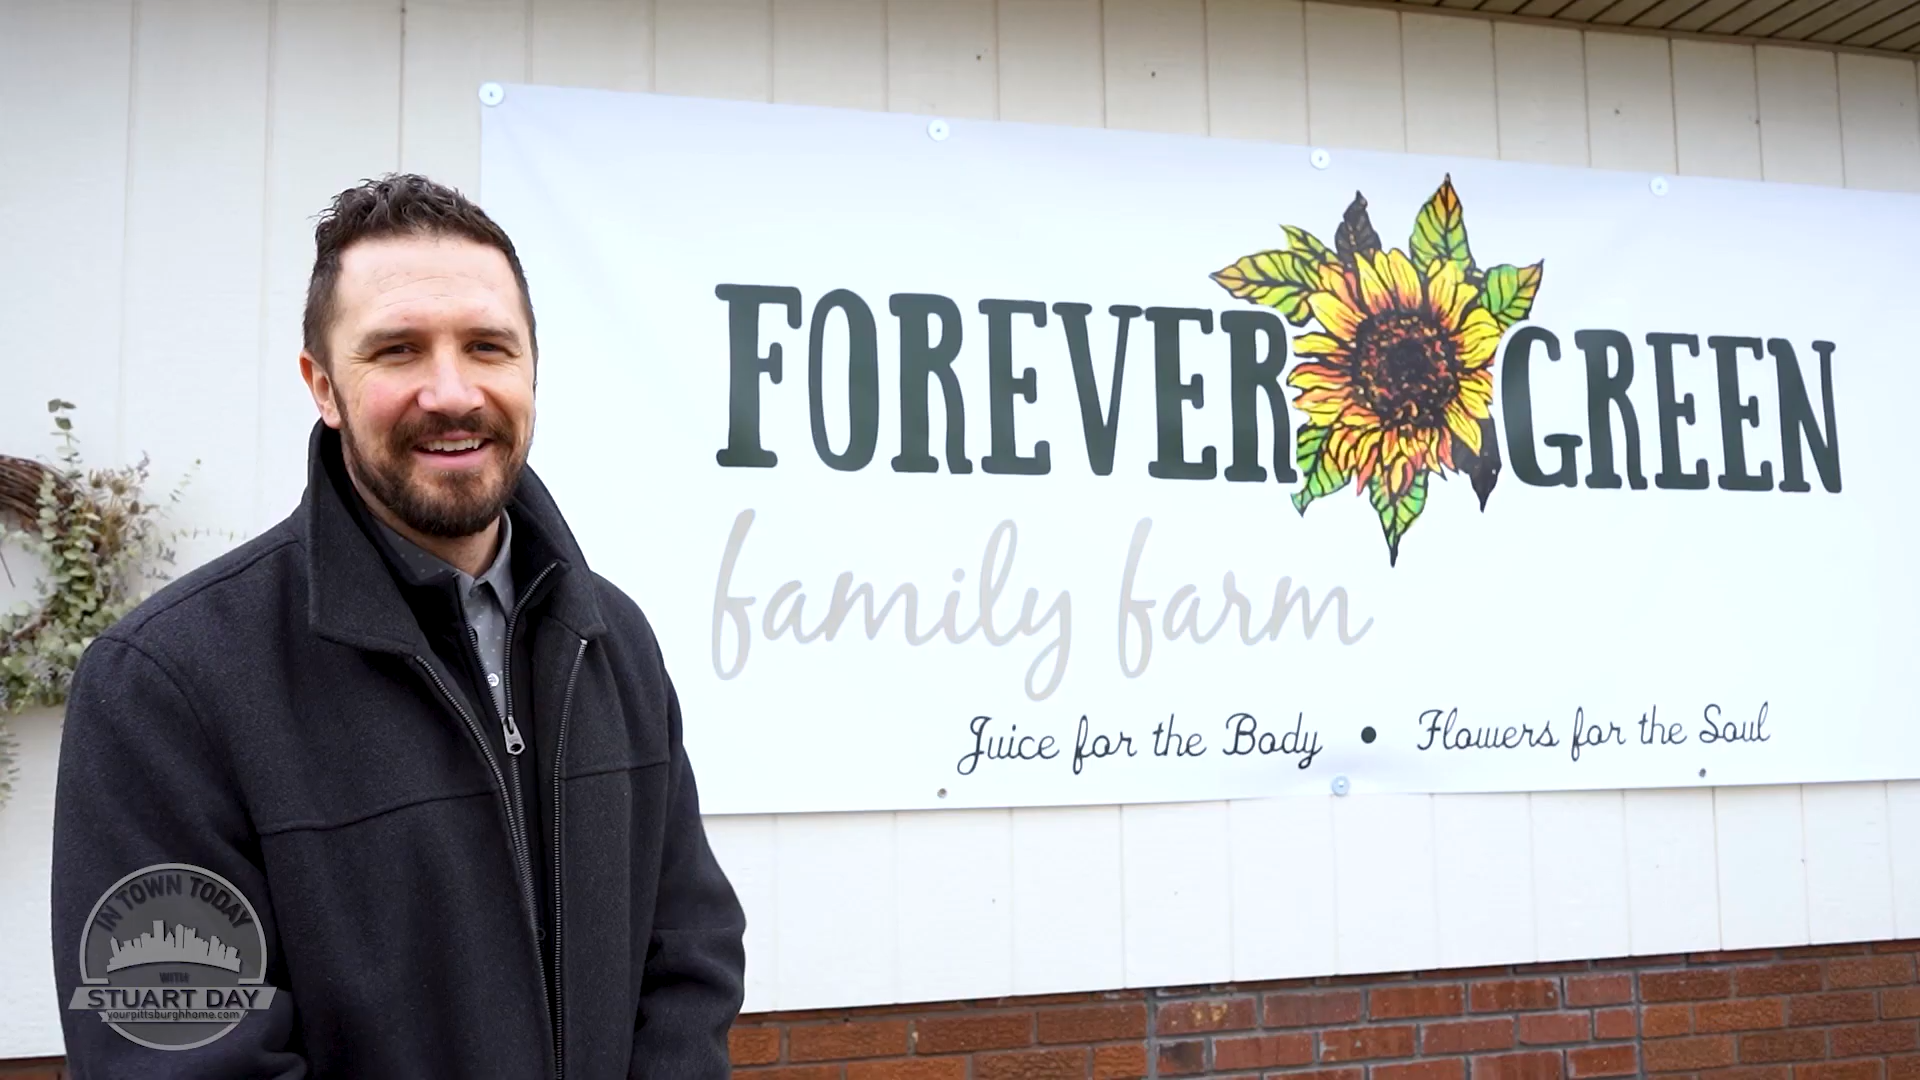 FOREVER GREEN
family farm
Juice for the Body • Flowers for the Soul
IN TOWN TODAY
WITH
STUART DAY
yourpittsburghhome.com